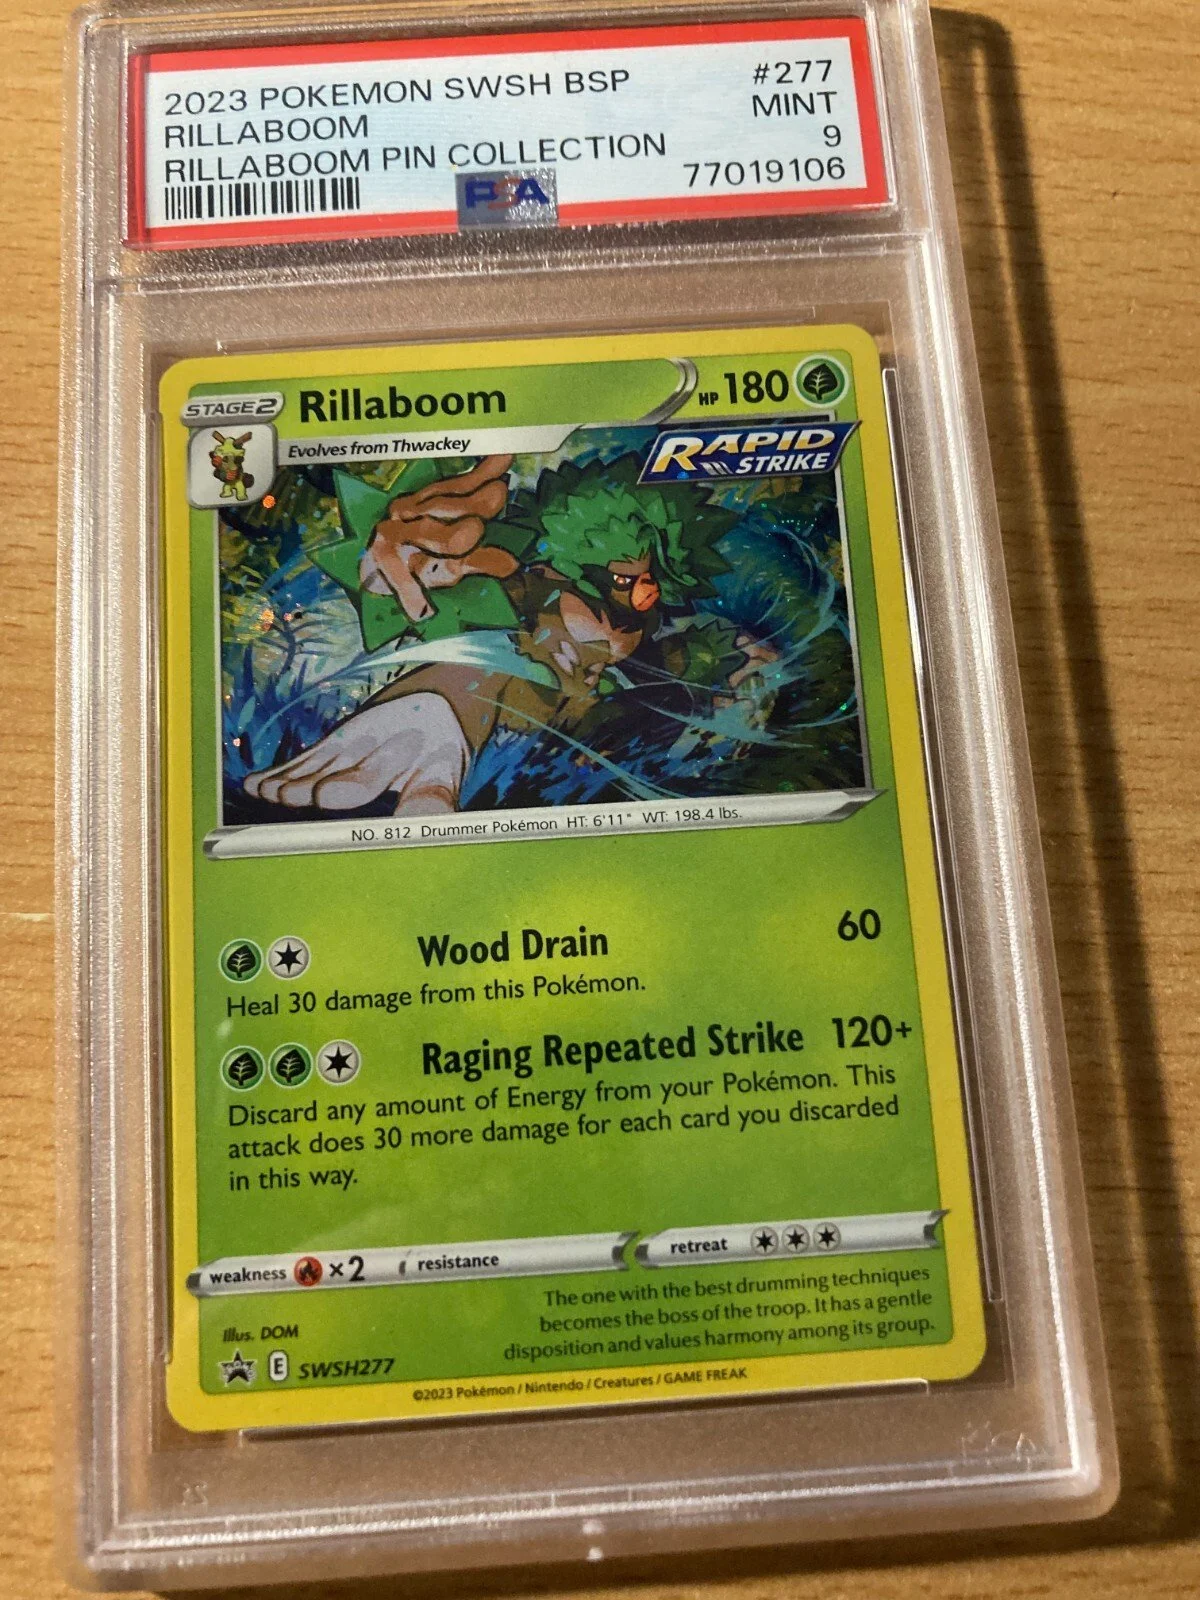 2023 POKEMON SWSH BSP #277
RILLABOOM MINT
RILLABOOM PIN COLLECTION 9
77019106
PSA
STAGE 2 Rillaboom HP 180
Evolves from Thwackey
RAPID
STRIKE
NO. 812 Drummer Pokémon HT: 6'11" WT: 198.4 lbs.
Wood Drain 60
Heal 30 damage from this Pokémon.
Raging Repeated Strike 120+
Discard any amount of Energy from your Pokémon. This
attack does 30 more damage for each card you discarded
in this way.
weakness ×2 resistance retreat
The one with the best drumming techniques
becomes the boss of the troop. It has a gentle
disposition and values harmony among its group.
Illus. DOM
E SWSH277
©2023 Pokémon / Nintendo / Creatures / GAME FREAK